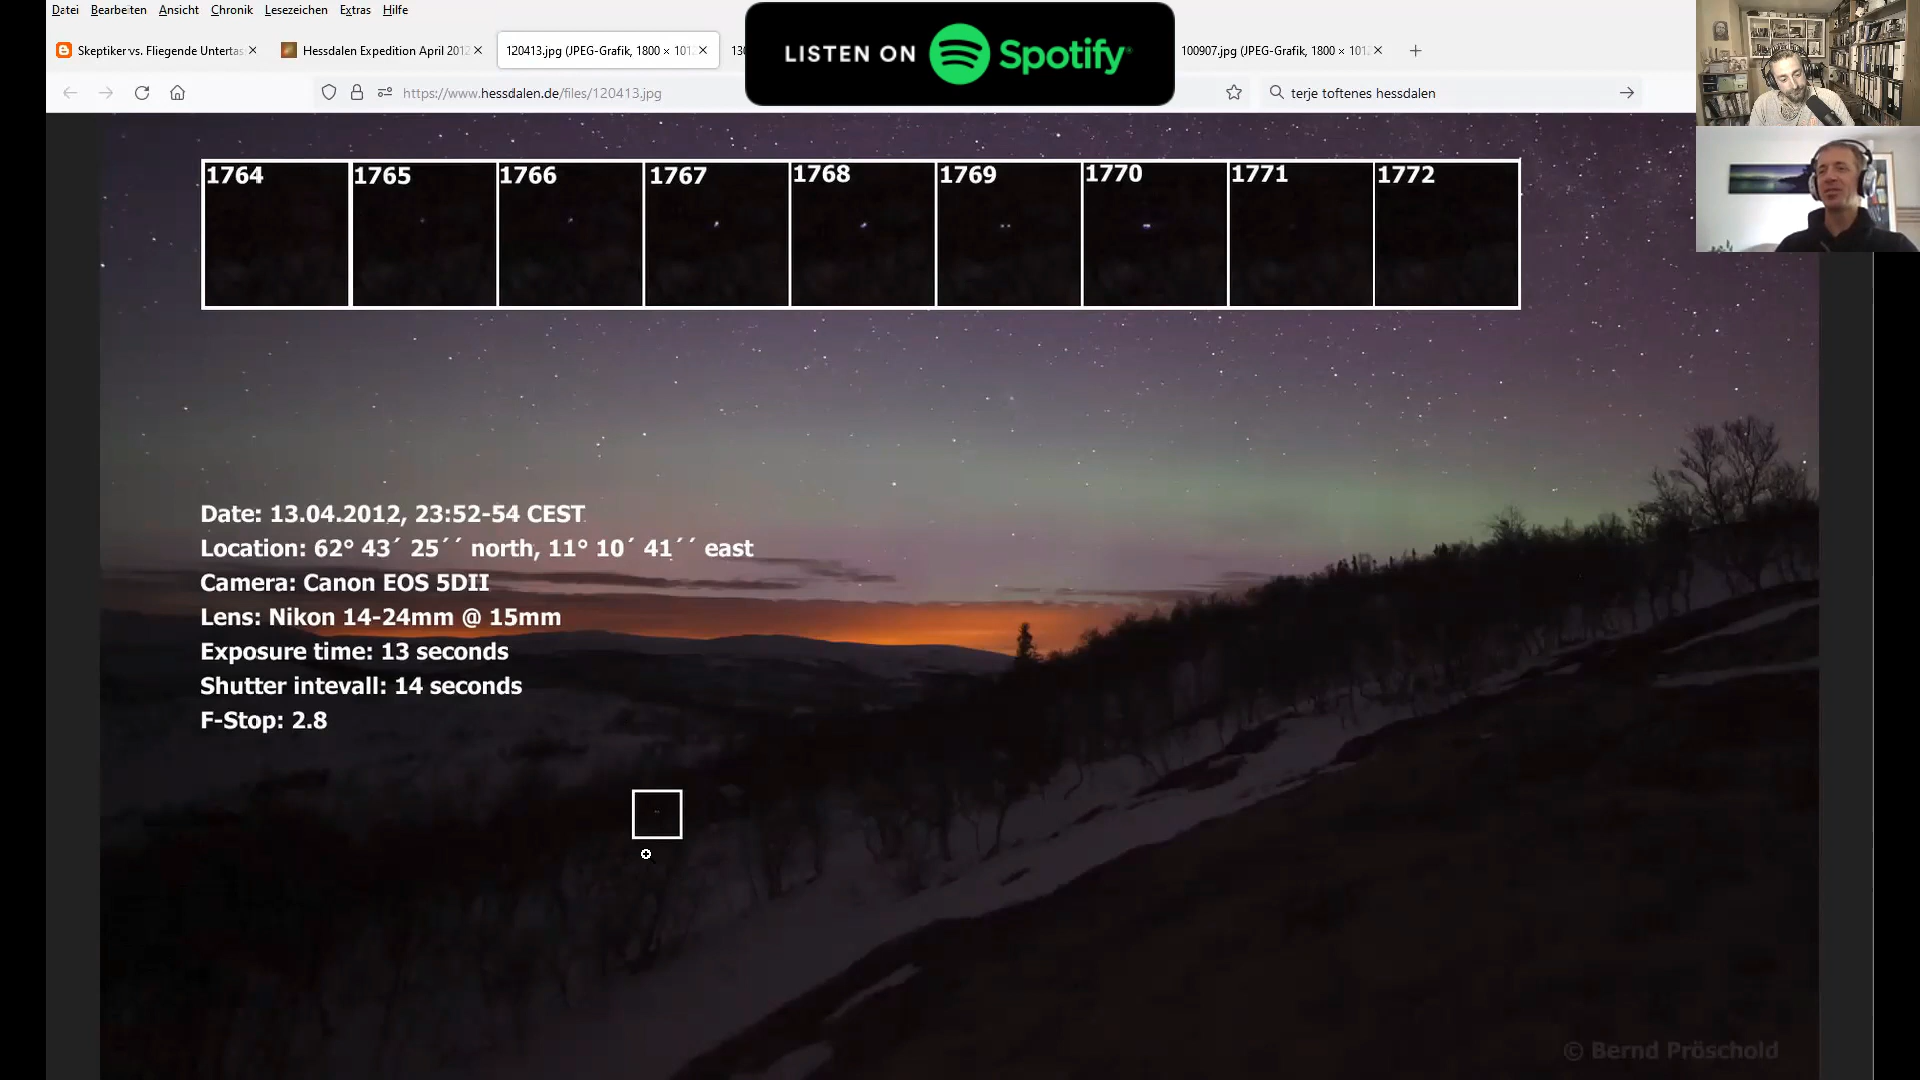 Datei Bearbeiten Ansicht Chronik Lesezeichen Extras Hilfe
Skeptiker vs. Fliegende Unterta
Hessdalen Expedition April 2012
120413.jpg (JPEG-Grafik, 1800 × 101
130
100907.jpg (JPEG-Grafik, 1800 × 101
LISTEN ON Spotify
https://www.hessdalen.de/files/120413.jpg
terje toftenes hessdalen
1764 1765 1766 1767 1768 1769 1770 1771 1772
Date: 13.04.2012, 23:52-54 CEST
Location: 62° 43´ 25´´ north, 11° 10´ 41´´ east
Camera: Canon EOS 5DII
Lens: Nikon 14-24mm @ 15mm
Exposure time: 13 seconds
Shutter intevall: 14 seconds
F-Stop: 2.8
© Bernd Pröschold